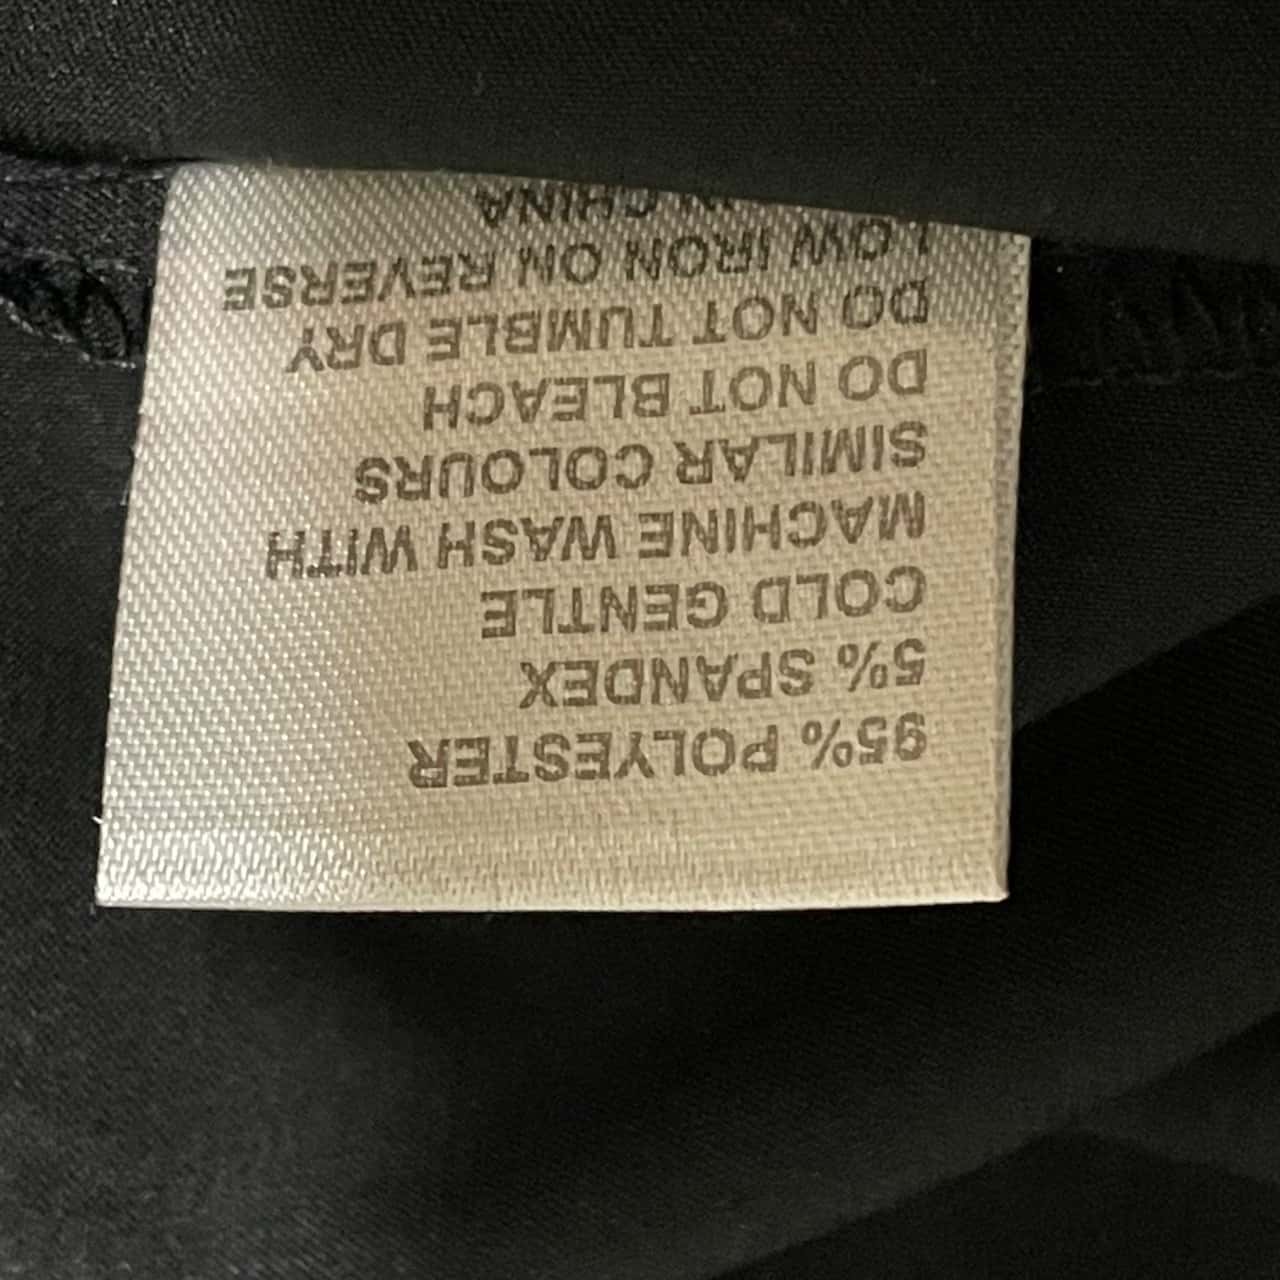 95% POLYESTER
5% SPANDEX
COLD GENTLE
MACHINE WASH WITH
SIMILAR COLOURS
DO NOT BLEACH
DO NOT TUMBLE DRY
LOW IRON ON REVERSE
IN CHINA